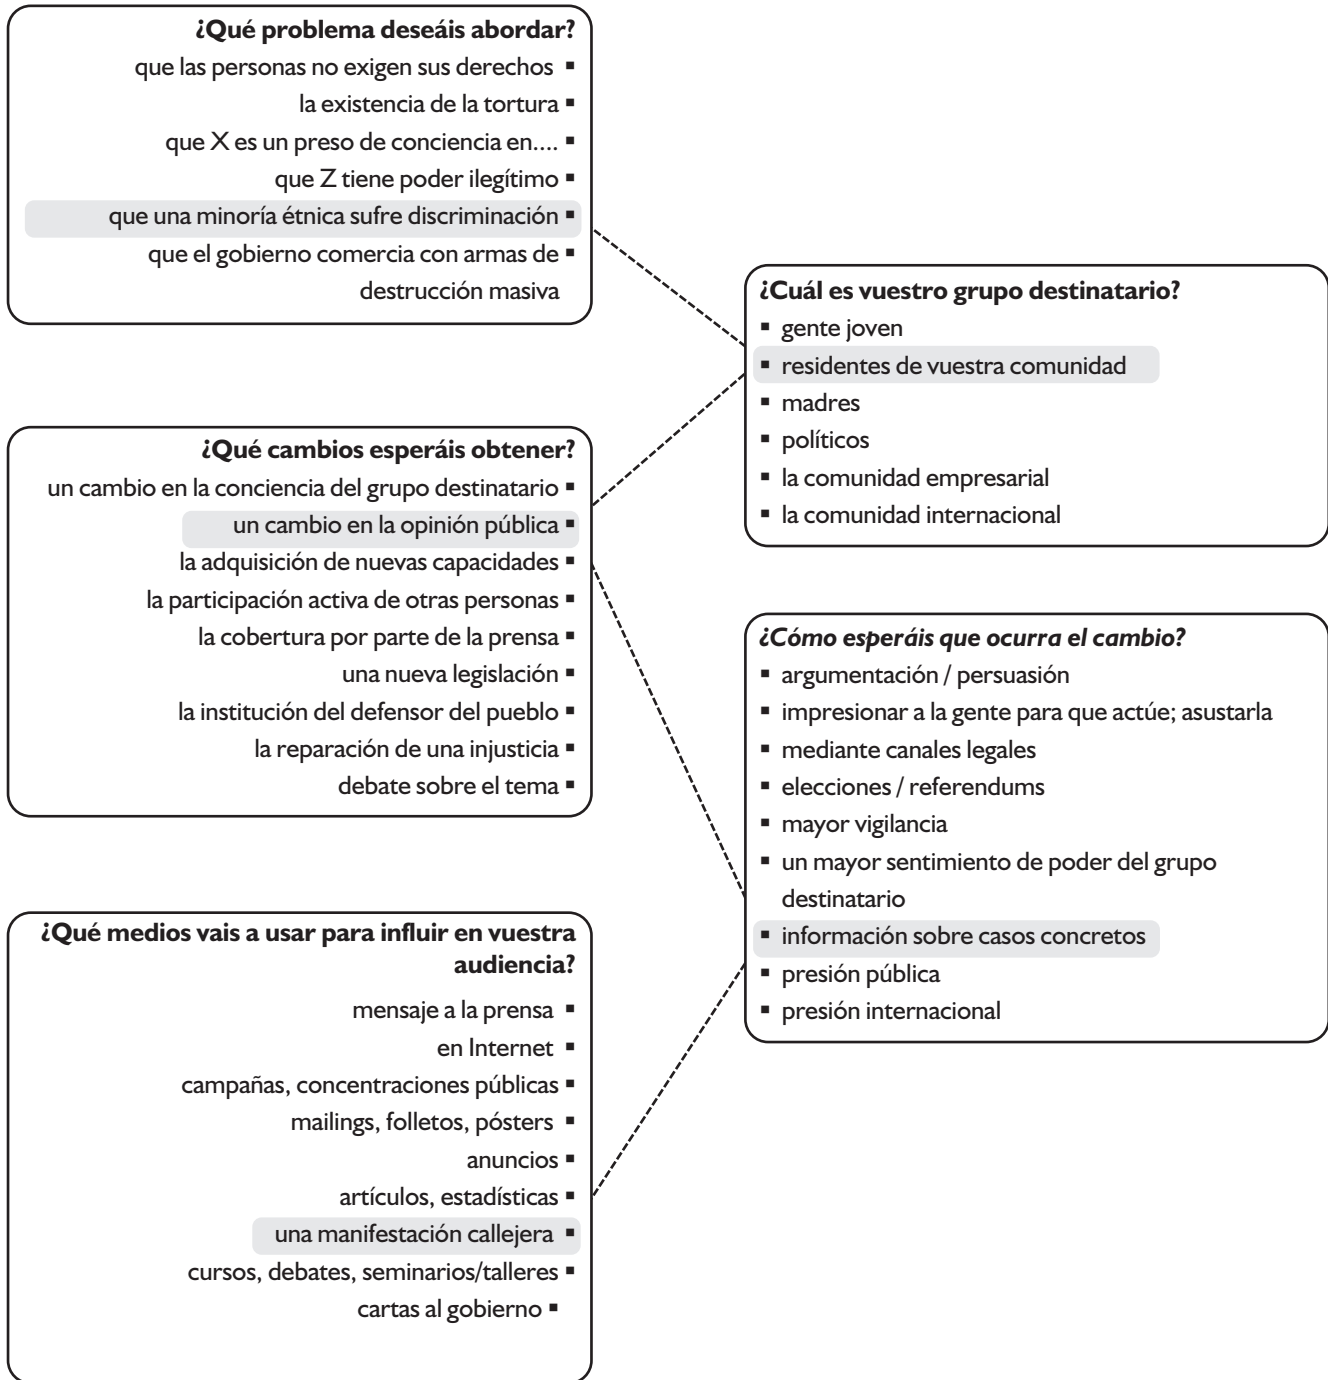 ¿Qué problema deseáis abordar?
que las personas no exigen sus derechos ▪
la existencia de la tortura ▪
que X es un preso de conciencia en.... ▪
que Z tiene poder ilegítimo ▪
que una minoría étnica sufre discriminación ▪
que el gobierno comercia con armas de ▪
destrucción masiva
¿Cuál es vuestro grupo destinatario?
▪ gente joven
▪ residentes de vuestra comunidad
▪ madres
▪ políticos
▪ la comunidad empresarial
▪ la comunidad internacional
¿Qué cambios esperáis obtener?
un cambio en la conciencia del grupo destinatario ▪
un cambio en la opinión pública ▪
la adquisición de nuevas capacidades ▪
la participación activa de otras personas ▪
la cobertura por parte de la prensa ▪
una nueva legislación ▪
la institución del defensor del pueblo ▪
la reparación de una injusticia ▪
debate sobre el tema ▪
¿Cómo esperáis que ocurra el cambio?
▪ argumentación / persuasión
▪ impresionar a la gente para que actúe; asustarla
▪ mediante canales legales
▪ elecciones / referendums
▪ mayor vigilancia
▪ un mayor sentimiento de poder del grupo
destinatario
▪ información sobre casos concretos
▪ presión pública
▪ presión internacional
¿Qué medios vais a usar para influir en vuestra
audiencia?
mensaje a la prensa ▪
en Internet ▪
campañas, concentraciones públicas ▪
mailings, folletos, pósters ▪
anuncios ▪
artículos, estadísticas ▪
una manifestación callejera ▪
cursos, debates, seminarios/talleres ▪
cartas al gobierno ▪